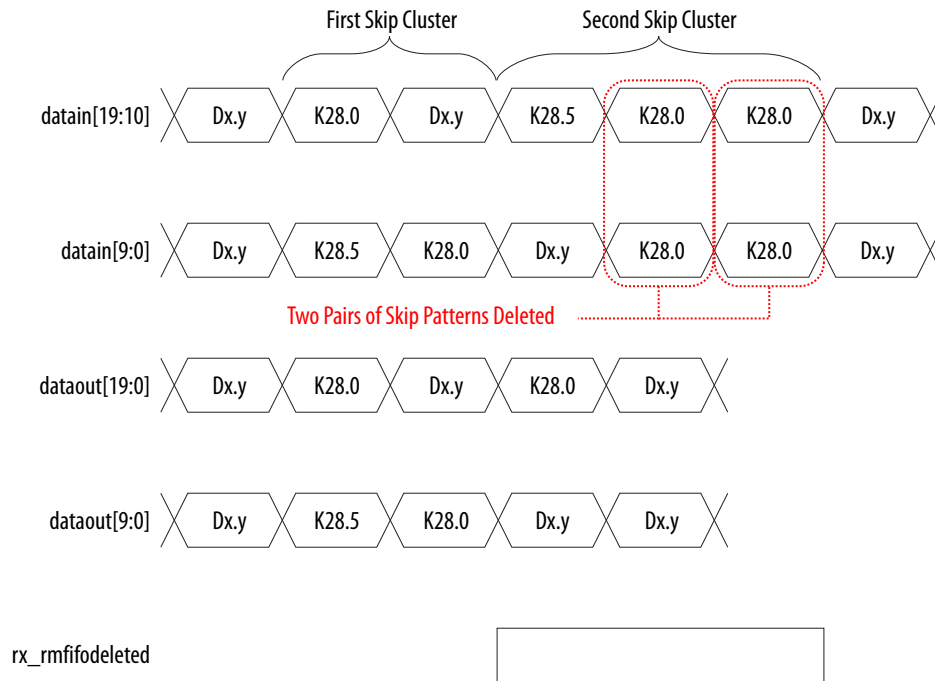 First Skip Cluster Second Skip Cluster
datain[19:10] Dx.y K28.0 Dx.y K28.5 K28.0 K28.0 Dx.y
datain[9:0] Dx.y K28.5 K28.0 Dx.y K28.0 K28.0 Dx.y
Two Pairs of Skip Patterns Deleted
dataout[19:0] Dx.y K28.0 Dx.y K28.0 Dx.y
dataout[9:0] Dx.y K28.5 K28.0 Dx.y Dx.y
rx_rmfifodeleted